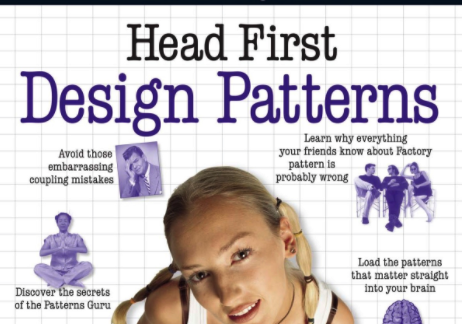 Head First
Design Patterns
Learn why everything
your friends know about Factory
pattern is
probably wrong
Avoid those
embarrassing
coupling mistakes
Load the patterns
that matter straight
into your brain
Discover the secrets
of the Patterns Guru